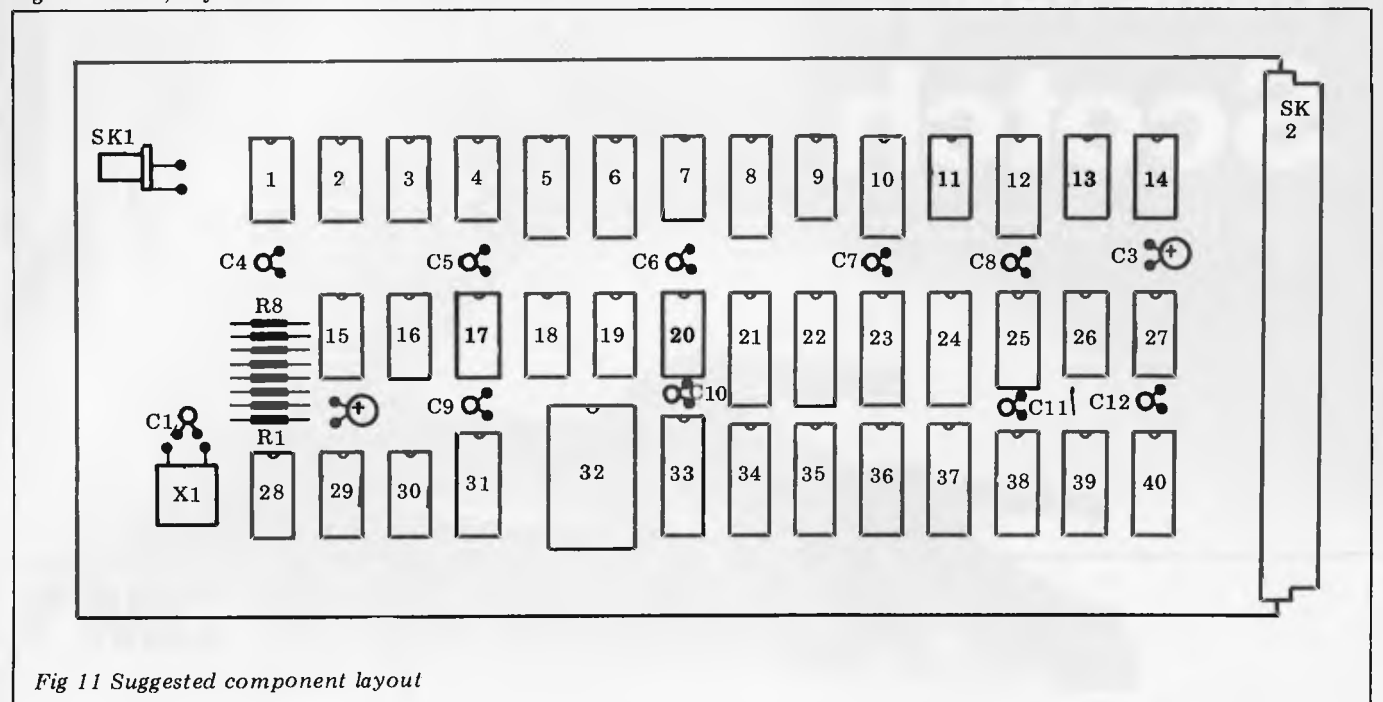 SK1
SK
2
1 2 3 4 5 6 7 8 9 10 11 12 13 14
C4 C5 C6 C7 C8 C3
R8
15 16 17 18 19 20 21 22 23 24 25 26 27
C1 C9 C10 C11 C12
R1
X1 28 29 30 31 32 33 34 35 36 37 38 39 40
Fig 11 Suggested component layout